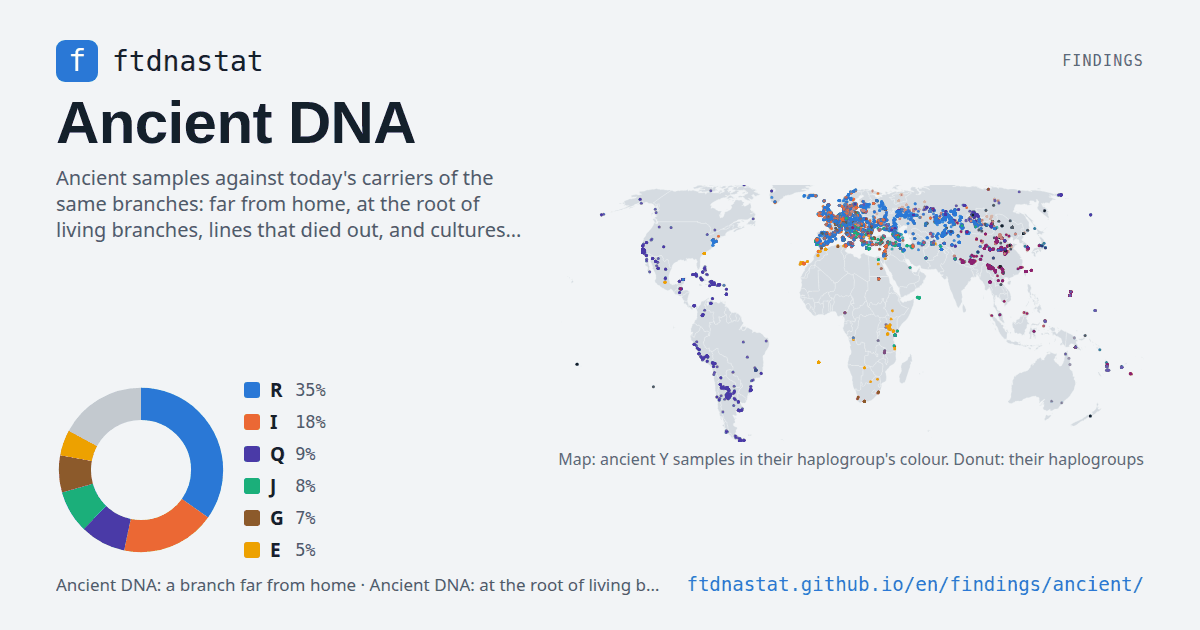 f ftdnastat
FINDINGS
Ancient DNA
Ancient samples against today's carriers of the
same branches: far from home, at the root of
living branches, lines that died out, and cultures...
R 35%
I 18%
Q 9%
J 8%
G 7%
E 5%
Map: ancient Y samples in their haplogroup's colour. Donut: their haplogroups
Ancient DNA: a branch far from home · Ancient DNA: at the root of living b...
ftdnastat.github.io/en/findings/ancient/